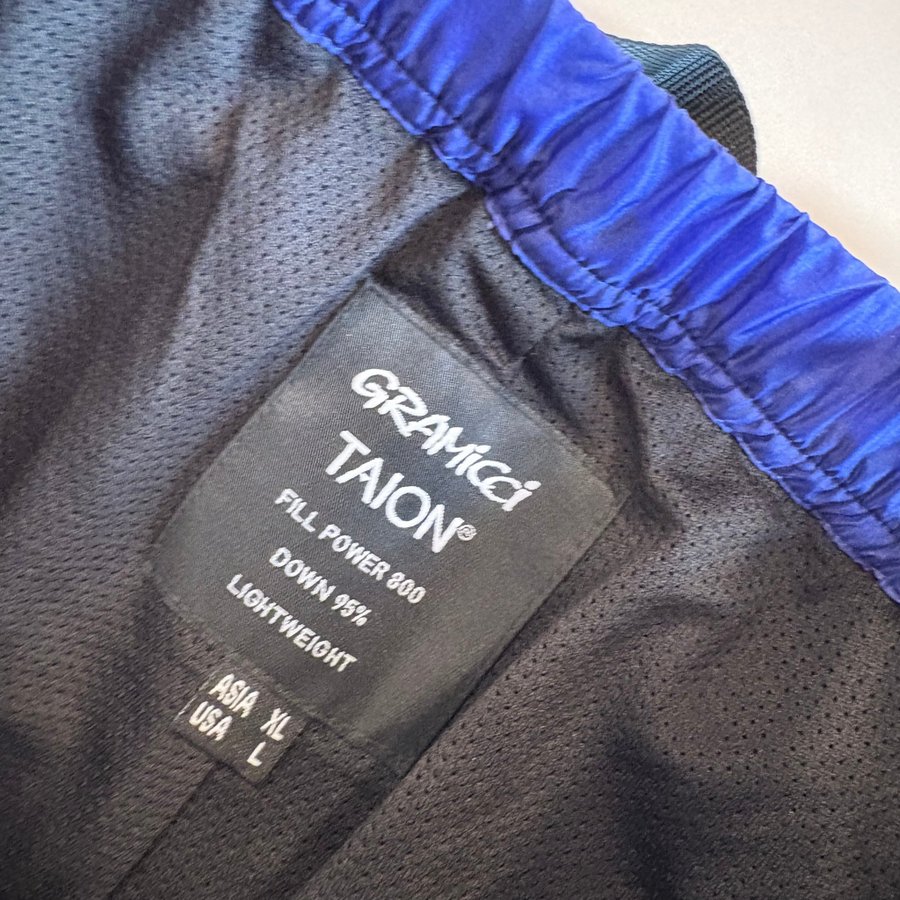 GRAMiCCi
TAION®
FILL POWER 800
DOWN 95%
LIGHTWEIGHT
ASIA XL
USA L